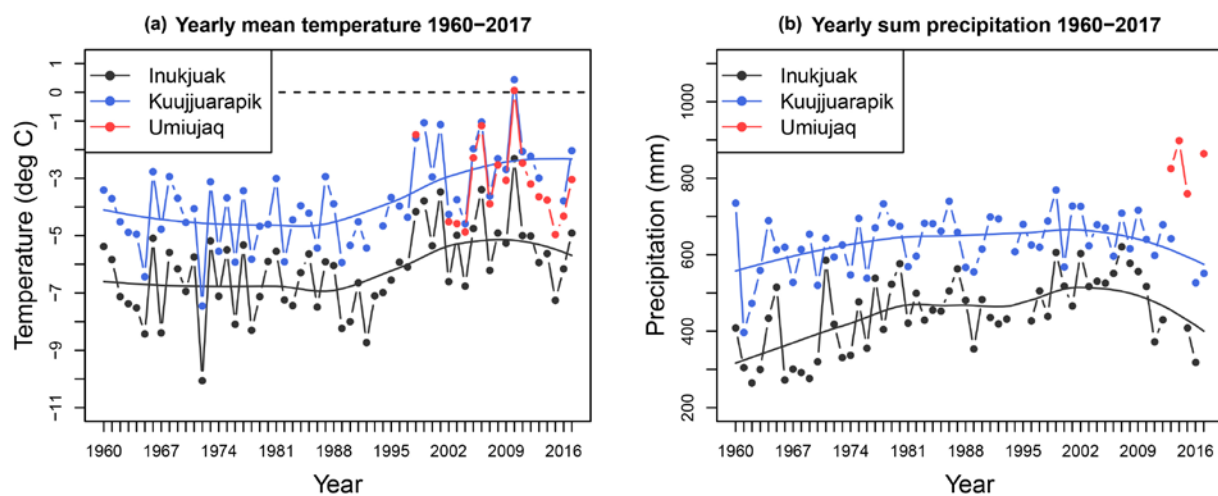 (a) Yearly mean temperature 1960−2017
Inukjuak
Kuujjuarapik
Umiujaq
Temperature (deg C)
1
0
−1
−3
−5
−7
−9
−11
1960 1967 1974 1981 1988 1995 2002 2009 2016
Year
(b) Yearly sum precipitation 1960−2017
Inukjuak
Kuujjuarapik
Umiujaq
Precipitation (mm)
1000
800
600
400
200
1960 1967 1974 1981 1988 1995 2002 2009 2016
Year